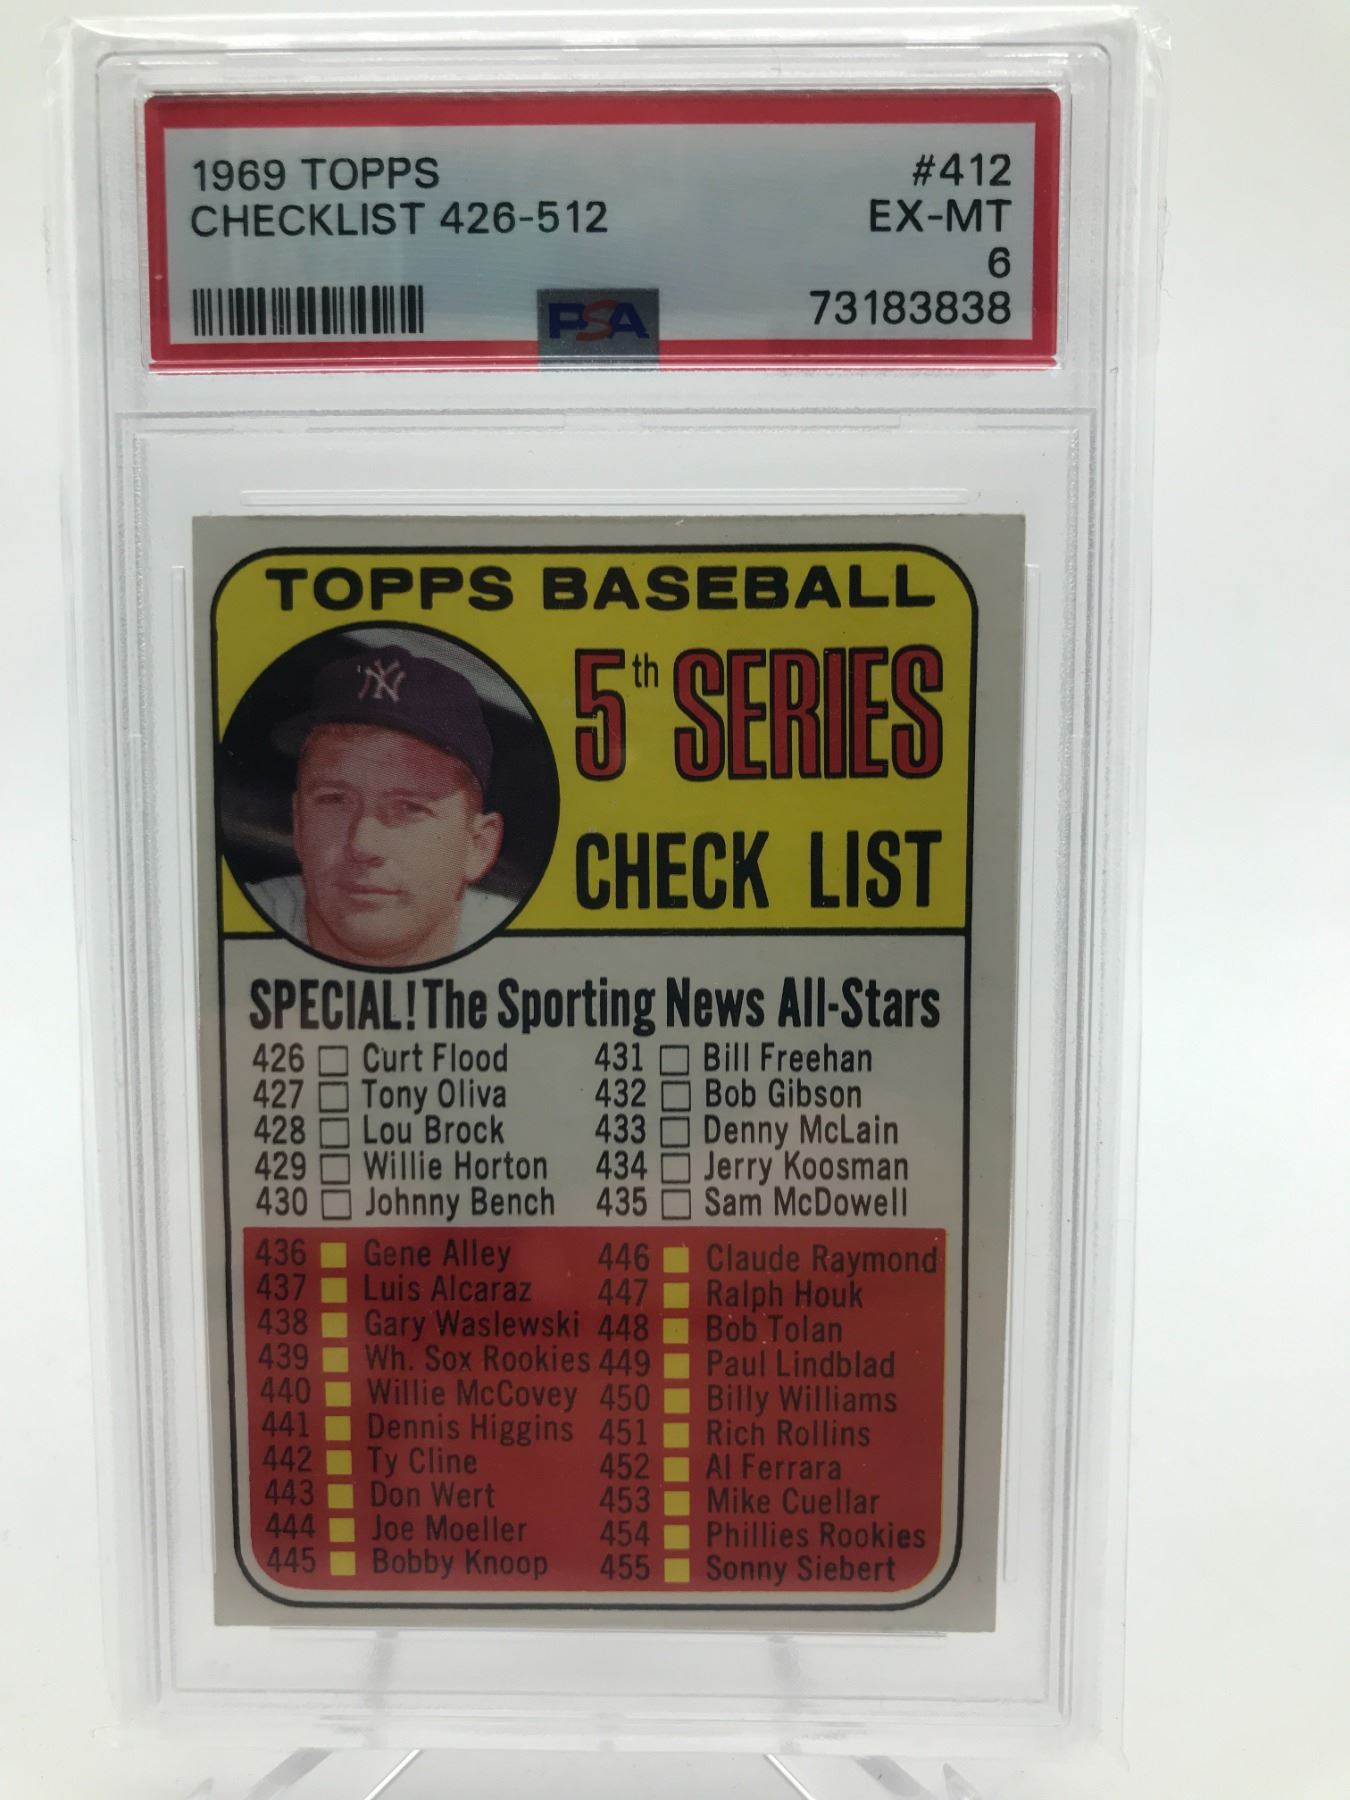 1969 TOPPS #412
CHECKLIST 426-512 EX-MT
6
PSA 73183838
TOPPS BASEBALL
NY
5th SERIES
CHECK LIST
SPECIAL! The Sporting News All-Stars
426 Curt Flood 431 Bill Freehan
427 Tony Oliva 432 Bob Gibson
428 Lou Brock 433 Denny McLain
429 Willie Horton 434 Jerry Koosman
430 Johnny Bench 435 Sam McDowell
436 Gene Alley 446 Claude Raymond
437 Luis Alcaraz 447 Ralph Houk
438 Gary Waslewski 448 Bob Tolan
439 Wh. Sox Rookies 449 Paul Lindblad
440 Willie McCovey 450 Billy Williams
441 Dennis Higgins 451 Rich Rollins
442 Ty Cline 452 Al Ferrara
443 Don Wert 453 Mike Cuellar
444 Joe Moeller 454 Phillies Rookies
445 Bobby Knoop 455 Sonny Siebert